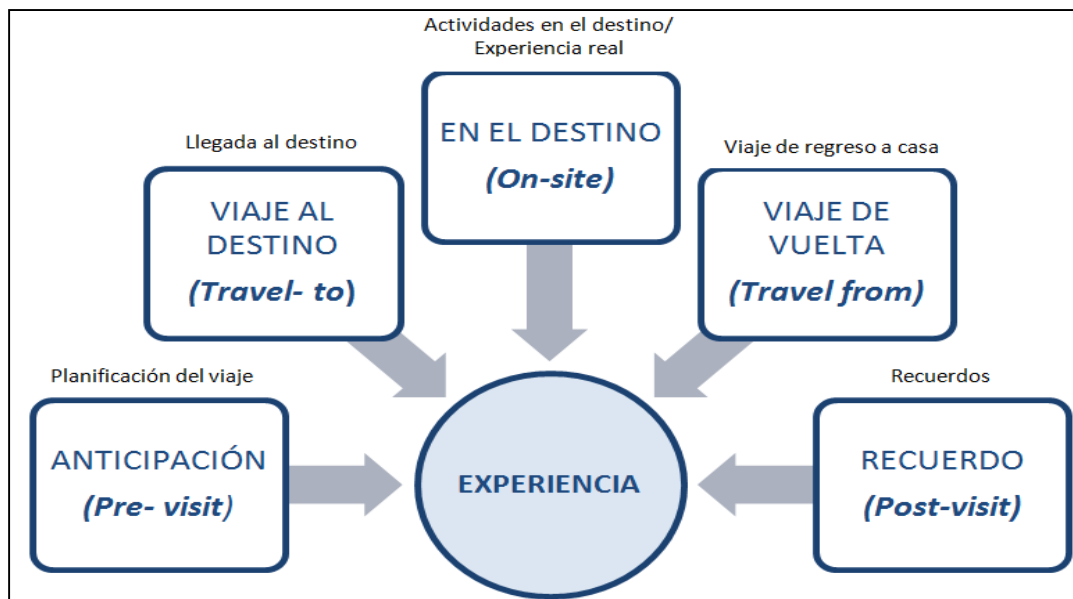 Actividades en el destino/
Experiencia real
EN EL DESTINO
(On-site)
Llegada al destino
VIAJE AL
DESTINO
(Travel- to)
Viaje de regreso a casa
VIAJE DE
VUELTA
(Travel from)
Planificación del viaje
ANTICIPACIÓN
(Pre- visit)
EXPERIENCIA
Recuerdos
RECUERDO
(Post-visit)